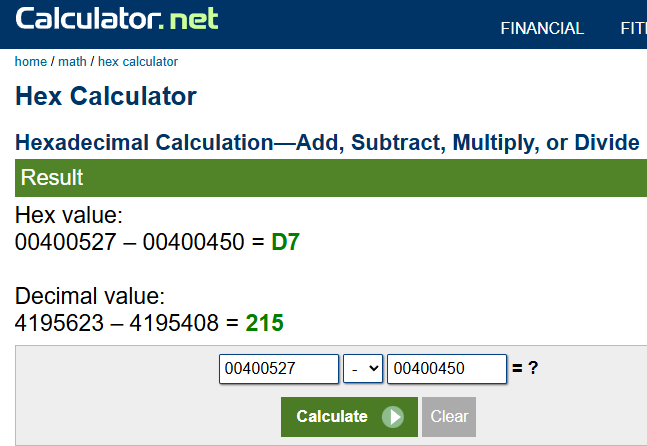 Calculator.net
FINANCIAL
home / math / hex calculator
Hex Calculator
Hexadecimal Calculation—Add, Subtract, Multiply, or Divide
Result
Hex value:
00400527 – 00400450 = D7
Decimal value:
4195623 – 4195408 = 215
00400527 - 00400450 = ?
Calculate Clear